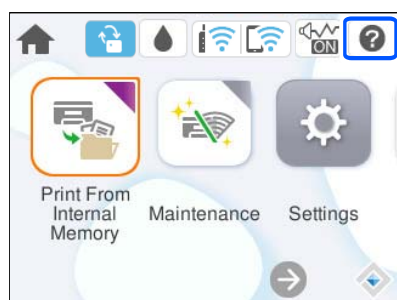 ON
?
Print From
Internal
Memory
Maintenance
Settings